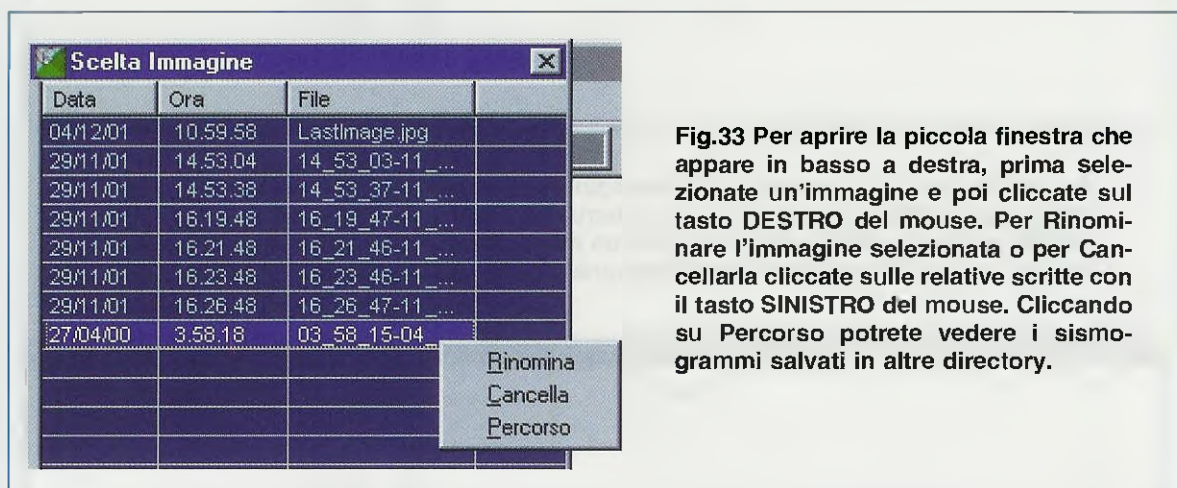 Scelta Immagine
Data Ora File
04/12/01 10.59.58 LastImage.jpg
29/11/01 14.53.04 14_53_03-11_...
29/11/01 14.53.38 14_53_37-11_...
29/11/01 16.19.48 16_19_47-11_...
29/11/01 16.21.48 16_21_46-11_...
29/11/01 16.23.48 16_23_46-11_...
29/11/01 16.26.48 16_26_47-11_...
27/04/00 3.58.18 03_58_15-04_
Rinomina
Cancella
Percorso
Fig.33 Per aprire la piccola finestra che
appare in basso a destra, prima sele-
zionate un'immagine e poi cliccate sul
tasto DESTRO del mouse. Per Rinomi-
nare l'immagine selezionata o per Can-
cellarla cliccate sulle relative scritte con
il tasto SINISTRO del mouse. Cliccando
su Percorso potrete vedere i sismo-
grammi salvati in altre directory.